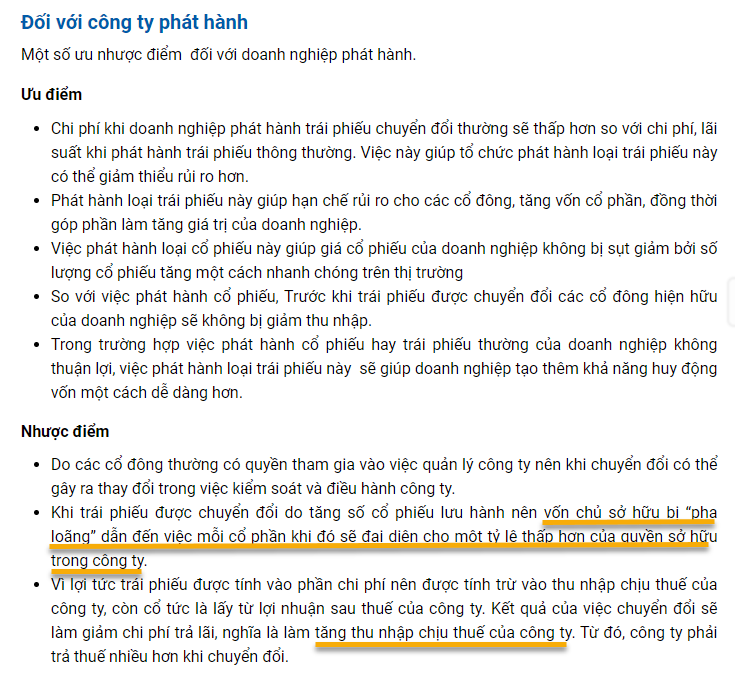 Đối với công ty phát hành
Một số ưu nhược điểm đối với doanh nghiệp phát hành.
Ưu điểm
Chi phí khi doanh nghiệp phát hành trái phiếu chuyển đổi thường sẽ thấp hơn so với chi phí, lãi
suất khi phát hành trái phiếu thông thường. Việc này giúp tổ chức phát hành loại trái phiếu này
có thể giảm thiểu rủi ro hơn.
Phát hành loại trái phiếu này giúp hạn chế rủi ro cho các cổ đông, tăng vốn cổ phần, đồng thời
góp phần làm tăng giá trị của doanh nghiệp.
Việc phát hành loại cổ phiếu này giúp giá cổ phiếu của doanh nghiệp không bị sụt giảm bởi số
lượng cổ phiếu tăng một cách nhanh chóng trên thị trường
So với việc phát hành cổ phiếu, Trước khi trái phiếu được chuyển đổi các cổ đông hiện hữu
của doanh nghiệp sẽ không bị giảm thu nhập.
Trong trường hợp việc phát hành cổ phiếu hay trái phiếu thường của doanh nghiệp không
thuận lợi, việc phát hành loại trái phiếu này sẽ giúp doanh nghiệp tạo thêm khả năng huy động
vốn một cách dễ dàng hơn.
Nhược điểm
Do các cổ đông thường có quyền tham gia vào việc quản lý công ty nên khi chuyển đổi có thể
gây ra thay đổi trong việc kiểm soát và điều hành công ty.
Khi trái phiếu được chuyển đổi do tăng số cổ phiếu lưu hành nên vốn chủ sở hữu bị “pha
loãng” dẫn đến việc mỗi cổ phần khi đó sẽ đại diện cho một tỷ lệ thấp hơn của quyền sở hữu
trong công ty.
Vì lợi tức trái phiếu được tính vào phần chi phí nên được tính trừ vào thu nhập chịu thuế của
công ty, còn cổ tức là lấy từ lợi nhuận sau thuế của công ty. Kết quả của việc chuyển đổi sẽ
làm giảm chi phí trả lãi, nghĩa là làm tăng thu nhập chịu thuế của công ty. Từ đó, công ty phải
trả thuế nhiều hơn khi chuyển đổi.